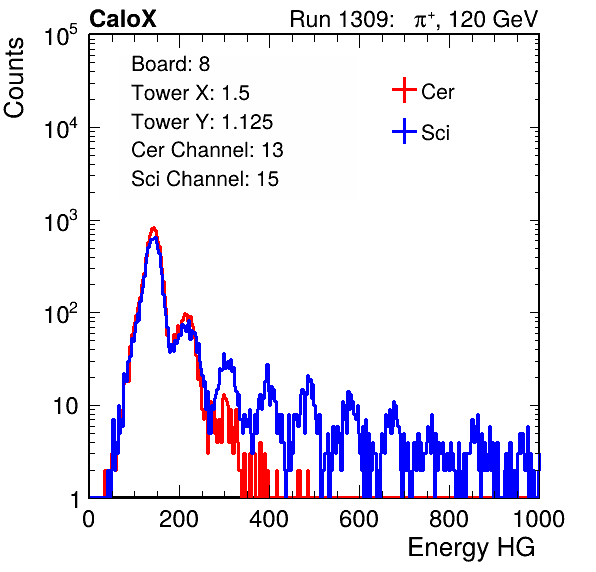 CaloX Run 1309: π⁺, 120 GeV
Counts
10⁵
10⁴
10³
10²
10
1
Board: 8
Tower X: 1.5
Tower Y: 1.125
Cer Channel: 13
Sci Channel: 15
Cer
Sci
0 200 400 600 800 1000
Energy HG